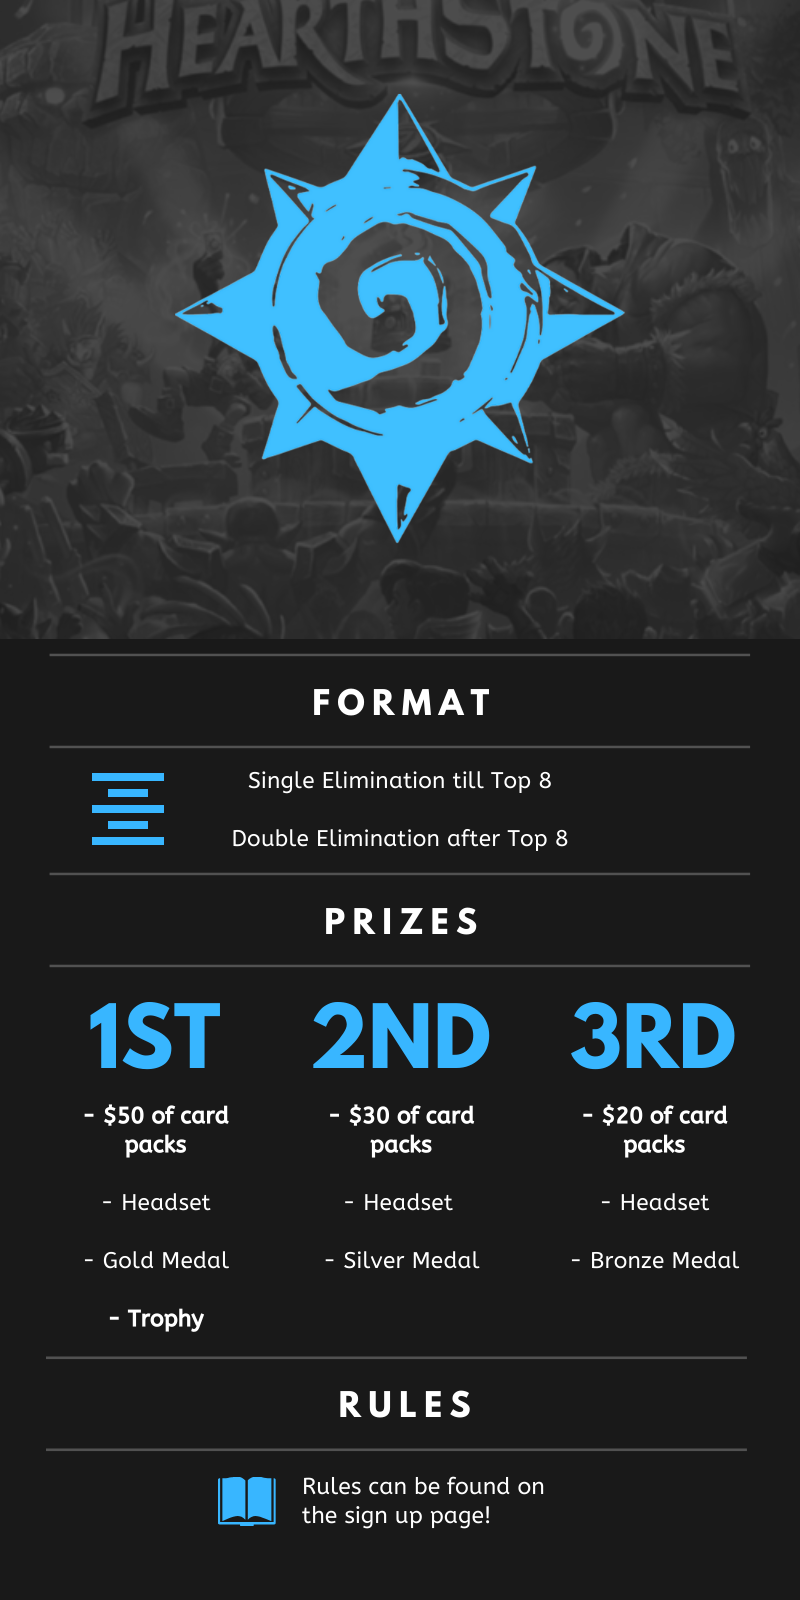 HEARTHSTONE
FORMAT
Single Elimination till Top 8
Double Elimination after Top 8
PRIZES
1ST
- $50 of card
packs
- Headset
- Gold Medal
- Trophy
2ND
- $30 of card
packs
- Headset
- Silver Medal
3RD
- $20 of card
packs
- Headset
- Bronze Medal
RULES
Rules can be found on
the sign up page!